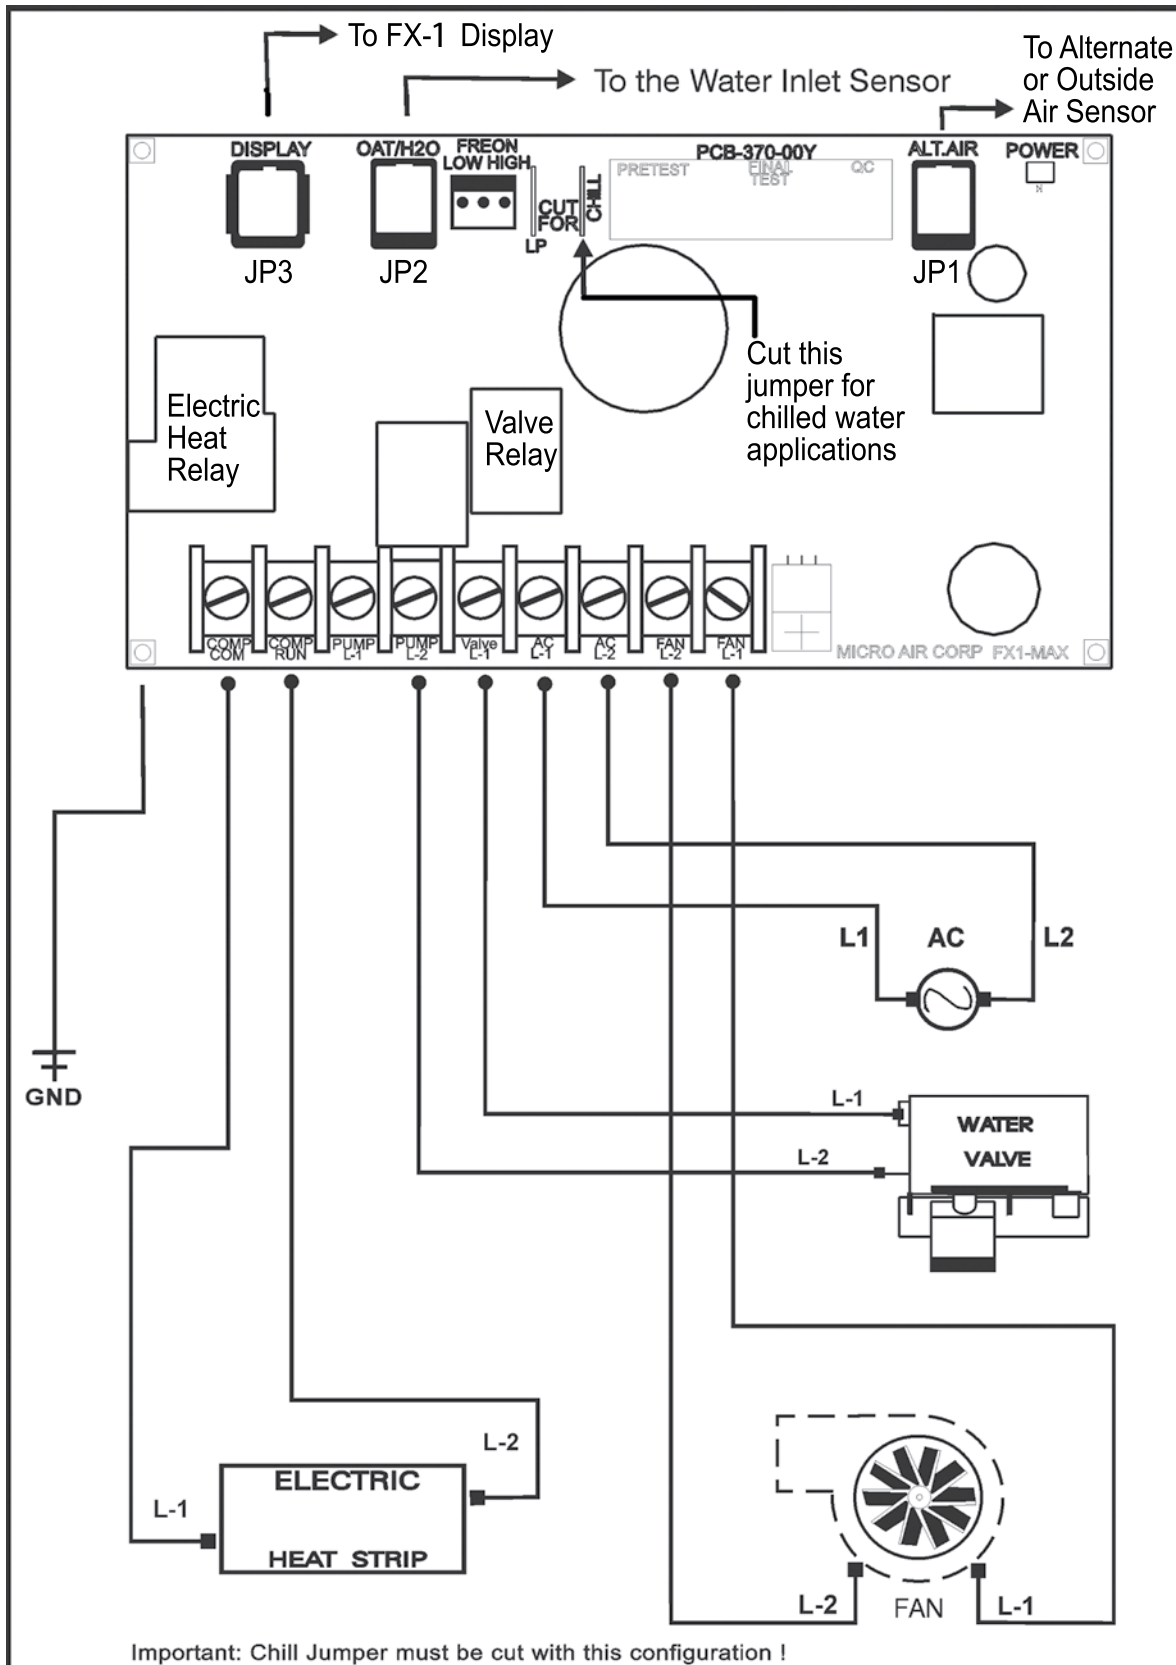 To FX-1 Display
To the Water Inlet Sensor
To Alternate
or Outside
Air Sensor
DISPLAY
OAT/H2O
FREON
LOW HIGH
LP
CUT
FOR
CHILL
PCB-370-00Y
PRETEST
FINAL
TEST
QC
ALT.AIR
POWER
JP3
JP2
JP1
Cut this
jumper for
chilled water
applications
Electric
Heat
Relay
Valve
Relay
COMP
COM
COMP
RUN
PUMP
L-1
PUMP
L-2
Valve
L-1
AC
L-1
AC
L-2
FAN
L-2
FAN
L-1
MICRO AIR CORP FX1-MAX
L1
AC
L2
GND
L-1
L-2
WATER
VALVE
L-2
L-1
ELECTRIC
HEAT STRIP
L-2
FAN
L-1
Important: Chill Jumper must be cut with this configuration !